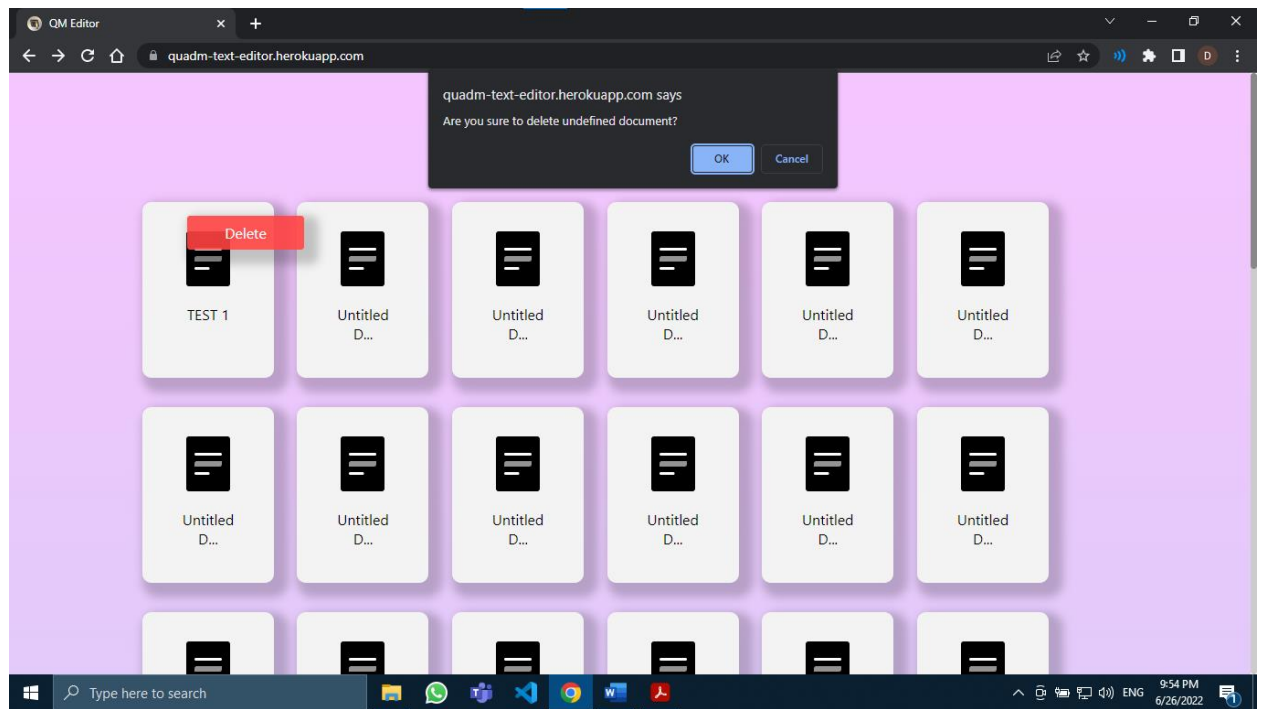 QM Editor
quadm-text-editor.herokuapp.com
D
quadm-text-editor.herokuapp.com says
Are you sure to delete undefined document?
OK Cancel
Delete
TEST 1
Untitled
D...
Untitled
D...
Untitled
D...
Untitled
D...
Untitled
D...
Untitled
D...
Untitled
D...
Untitled
D...
Untitled
D...
Untitled
D...
Untitled
D...
Type here to search
W
ENG
9:54 PM
6/26/2022
1